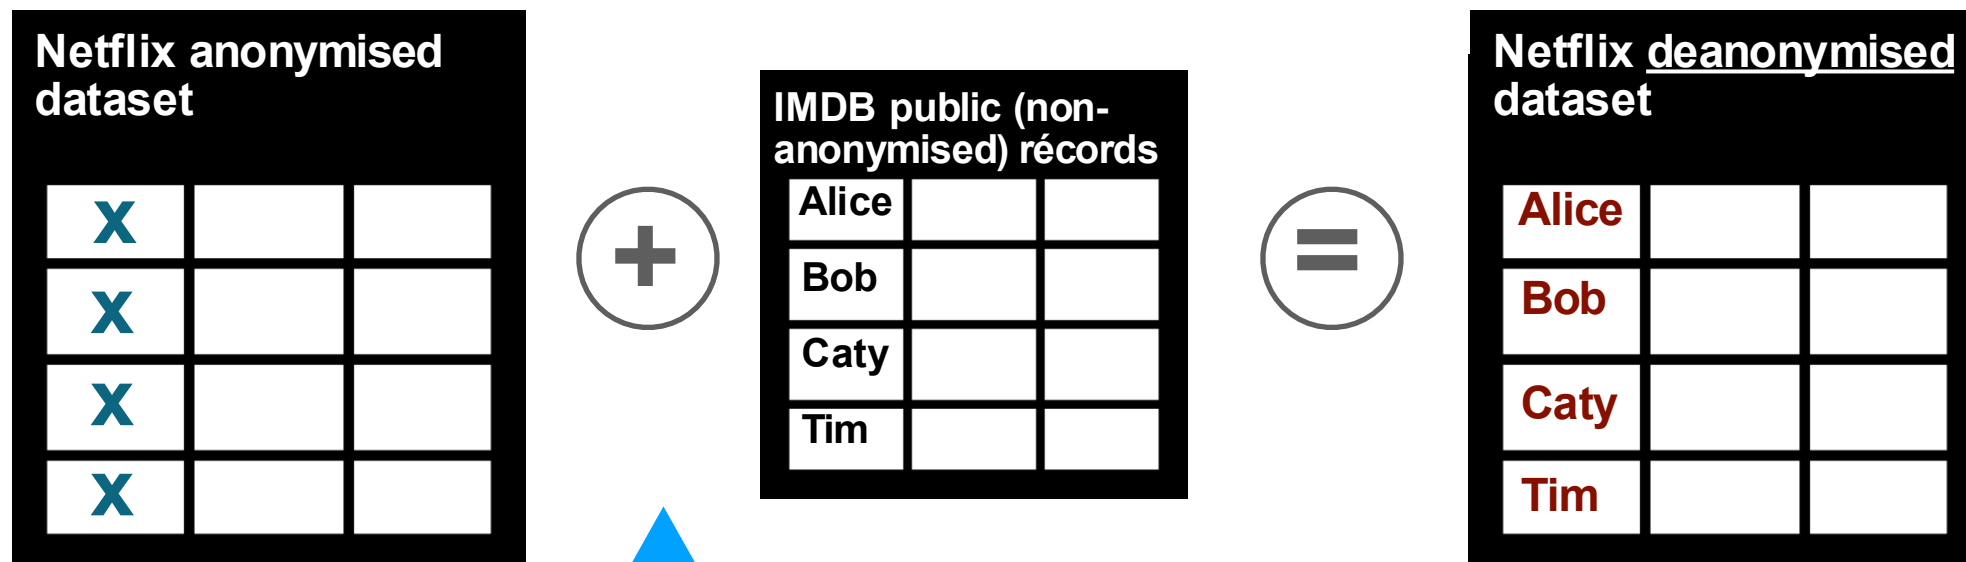 Netflix anonymised
dataset
X
X
X
X
+
IMDB public (non-
anonymised) récords
Alice
Bob
Caty
Tim
=
Netflix deanonymised
dataset
Alice
Bob
Caty
Tim